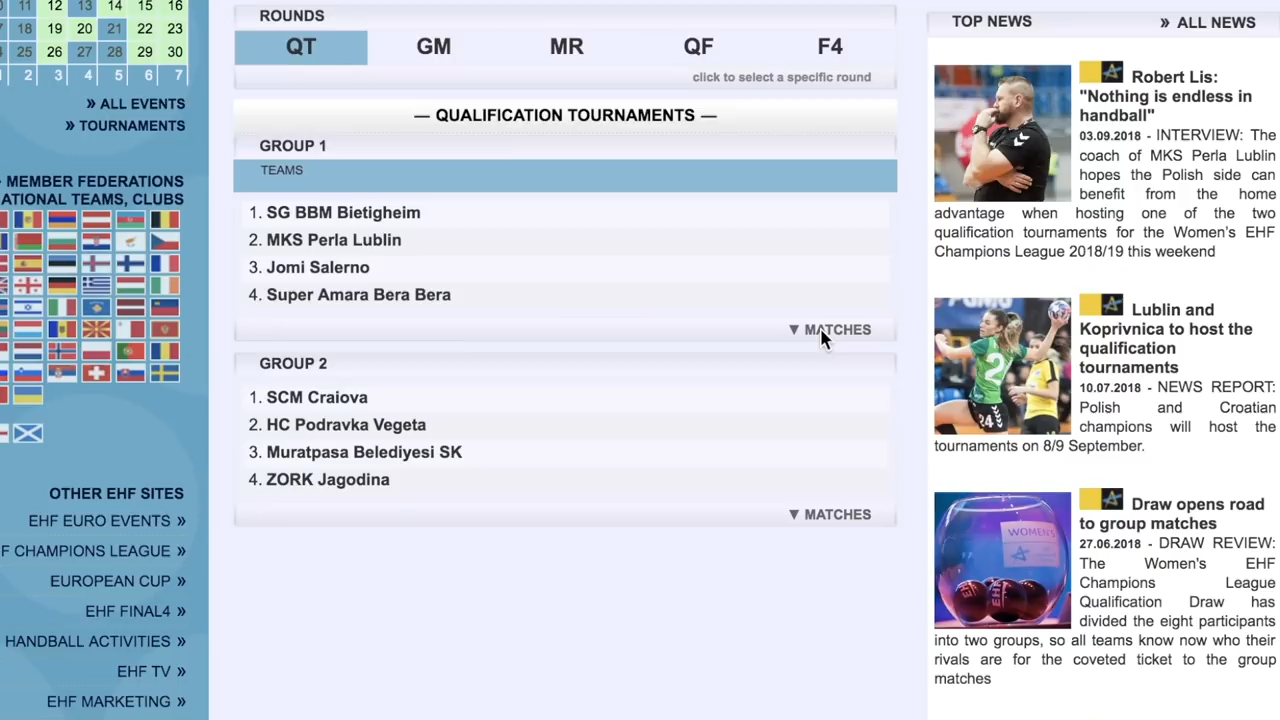 11 12 13 14 15 16
18 19 20 21 22 23
25 26 27 28 29 30
1 2 3 4 5 6 7
» ALL EVENTS
» TOURNAMENTS
MEMBER FEDERATIONS
ATIONAL TEAMS, CLUBS
OTHER EHF SITES
EHF EURO EVENTS »
F CHAMPIONS LEAGUE »
EUROPEAN CUP »
EHF FINAL4 »
HANDBALL ACTIVITIES »
EHF TV »
EHF MARKETING »
ROUNDS
QT GM MR QF F4
click to select a specific round
— QUALIFICATION TOURNAMENTS —
GROUP 1
TEAMS
1. SG BBM Bietigheim
2. MKS Perla Lublin
3. Jomi Salerno
4. Super Amara Bera Bera
▼ MATCHES
GROUP 2
1. SCM Craiova
2. HC Podravka Vegeta
3. Muratpasa Belediyesi SK
4. ZORK Jagodina
▼ MATCHES
TOP NEWS » ALL NEWS
Robert Lis:
"Nothing is endless in
handball"
03.09.2018 - INTERVIEW: The
coach of MKS Perla Lublin
hopes the Polish side can
benefit from the home
advantage when hosting one of the two
qualification tournaments for the Women's EHF
Champions League 2018/19 this weekend
2
24
Lublin and
Koprivnica to host the
qualification
tournaments
10.07.2018 - NEWS REPORT:
Polish and Croatian
champions will host the
tournaments on 8/9 September.
WOMEN'S
Draw opens road
to group matches
27.06.2018 - DRAW REVIEW:
The Women's EHF
Champions League
Qualification Draw has
divided the eight participants
into two groups, so all teams know now who their
rivals are for the coveted ticket to the group
matches